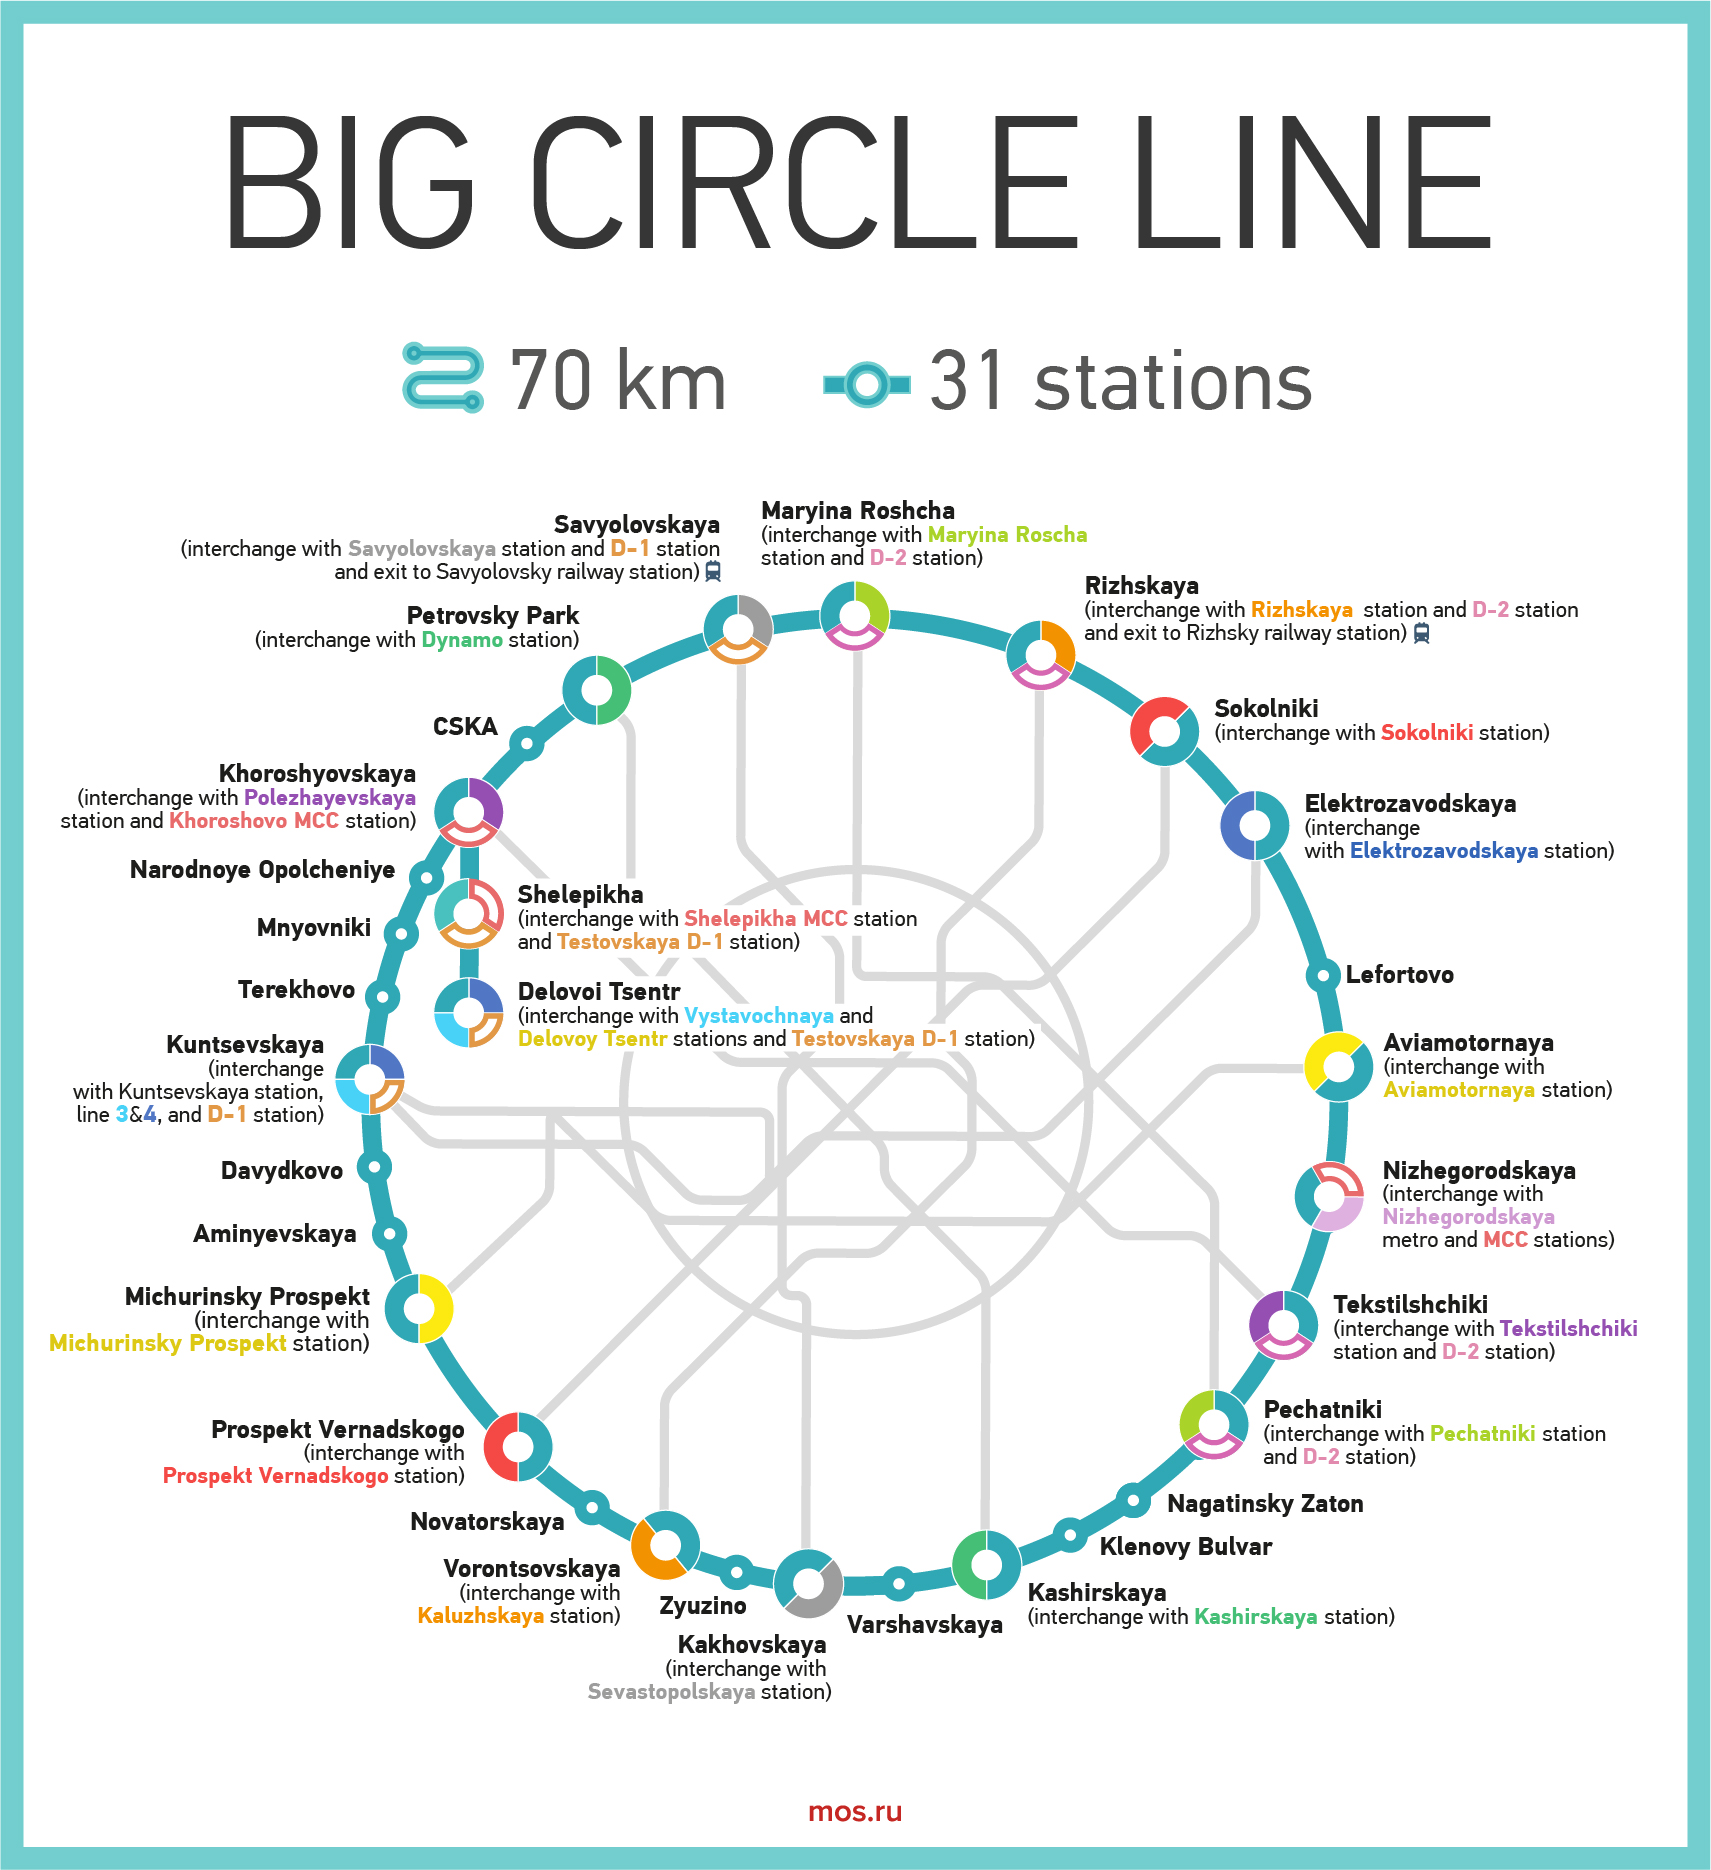 BIG CIRCLE LINE
70 km
31 stations
Maryina Roshcha
(interchange with Maryina Roscha
station and D-2 station)
Savyolovskaya
(interchange with Savyolovskaya station and D-1 station
and exit to Savyolovsky railway station)
Rizhskaya
(interchange with Rizhskaya station and D-2 station
and exit to Rizhsky railway station)
Petrovsky Park
(interchange with Dynamo station)
Sokolniki
(interchange with Sokolniki station)
CSKA
Khoroshyovskaya
(interchange with Polezhayevskaya
station and Khoroshovo MCC station)
Elektrozavodskaya
(interchange
with Elektrozavodskaya station)
Narodnoye Opolcheniye
Shelepikha
(interchange with Shelepikha MCC station
and Testovskaya D-1 station)
Mnyovniki
Lefortovo
Terekhovo
Delovoi Tsentr
(interchange with Vystavochnaya and
Delovoy Tsentr stations and Testovskaya D-1 station)
Kuntsevskaya
(interchange
with Kuntsevskaya station,
line 3&4, and D-1 station)
Aviamotornaya
(interchange with
Aviamotornaya station)
Davydkovo
Nizhegorodskaya
(interchange with
Nizhegorodskaya
metro and MCC stations)
Aminyevskaya
Michurinsky Prospekt
(interchange with
Michurinsky Prospekt station)
Tekstilshchiki
(interchange with Tekstilshchiki
station and D-2 station)
Prospekt Vernadskogo
(interchange with
Prospekt Vernadskogo station)
Pechatniki
(interchange with Pechatniki station
and D-2 station)
Nagatinsky Zaton
Novatorskaya
Klenovy Bulvar
Vorontsovskaya
(interchange with
Kaluzhskaya station)
Zyuzino
Kashirskaya
(interchange with Kashirskaya station)
Varshavskaya
Kakhovskaya
(interchange with
Sevastopolskaya station)
mos.ru